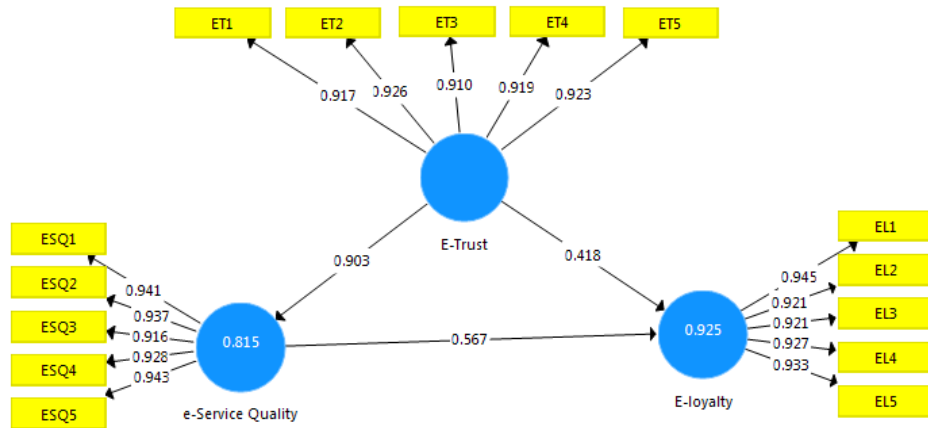 ET1
ET2
ET3
ET4
ET5
0.917
0.926
0.910
0.919
0.923
E-Trust
0.903
0.418
ESQ1
ESQ2
ESQ3
ESQ4
ESQ5
0.941
0.937
0.916
0.928
0.943
0.815
e-Service Quality
0.567
0.925
E-loyalty
0.945
0.921
0.921
0.927
0.933
EL1
EL2
EL3
EL4
EL5